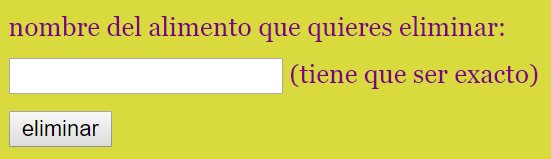 nombre del alimento que quieres eliminar:
(tiene que ser exacto)
eliminar